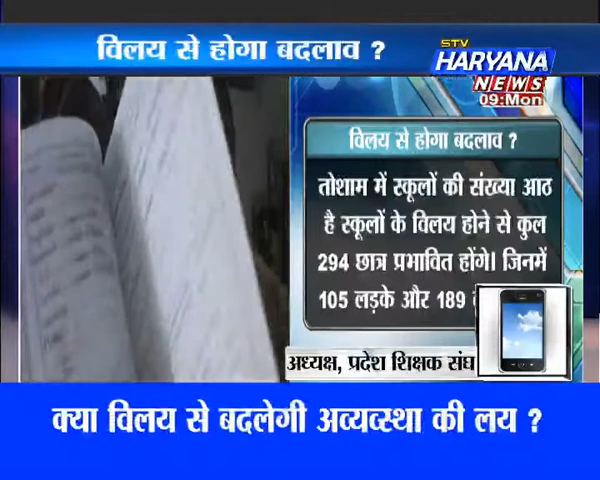 विलय से होगा बदलाव ?
STV
HARYANA
NEWS
09:Mon
विलय से होगा बदलाव ?
तोशाम में स्कूलों की संख्या आठ
है स्कूलों के विलय होने से कुल
294 छात्र प्रभावित होंगे। जिनमें
105 लड़के और 189
अध्यक्ष, प्रदेश शिक्षक संघ
क्या विलय से बदलेगी अव्यव्स्था की लय ?